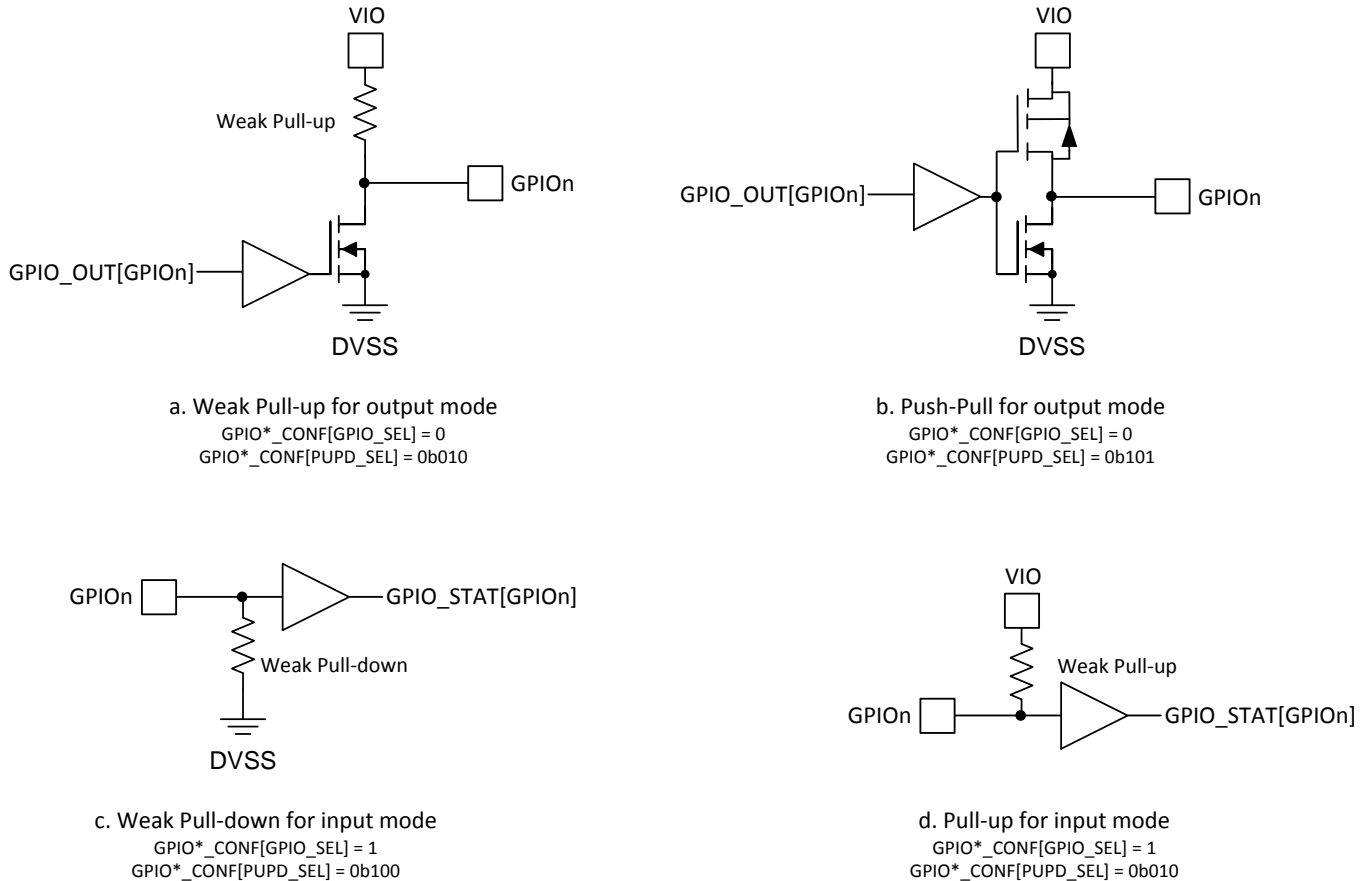 VIO
Weak Pull-up
GPIOn
GPIO_OUT[GPIOn]
DVSS
a. Weak Pull-up for output mode
GPIO*_CONF[GPIO_SEL] = 0
GPIO*_CONF[PUPD_SEL] = 0b010
VIO
GPIO_OUT[GPIOn]
GPIOn
DVSS
b. Push-Pull for output mode
GPIO*_CONF[GPIO_SEL] = 0
GPIO*_CONF[PUPD_SEL] = 0b101
GPIOn
GPIO_STAT[GPIOn]
Weak Pull-down
DVSS
c. Weak Pull-down for input mode
GPIO*_CONF[GPIO_SEL] = 1
GPIO*_CONF[PUPD_SEL] = 0b100
VIO
Weak Pull-up
GPIOn
GPIO_STAT[GPIOn]
d. Pull-up for input mode
GPIO*_CONF[GPIO_SEL] = 1
GPIO*_CONF[PUPD_SEL] = 0b010